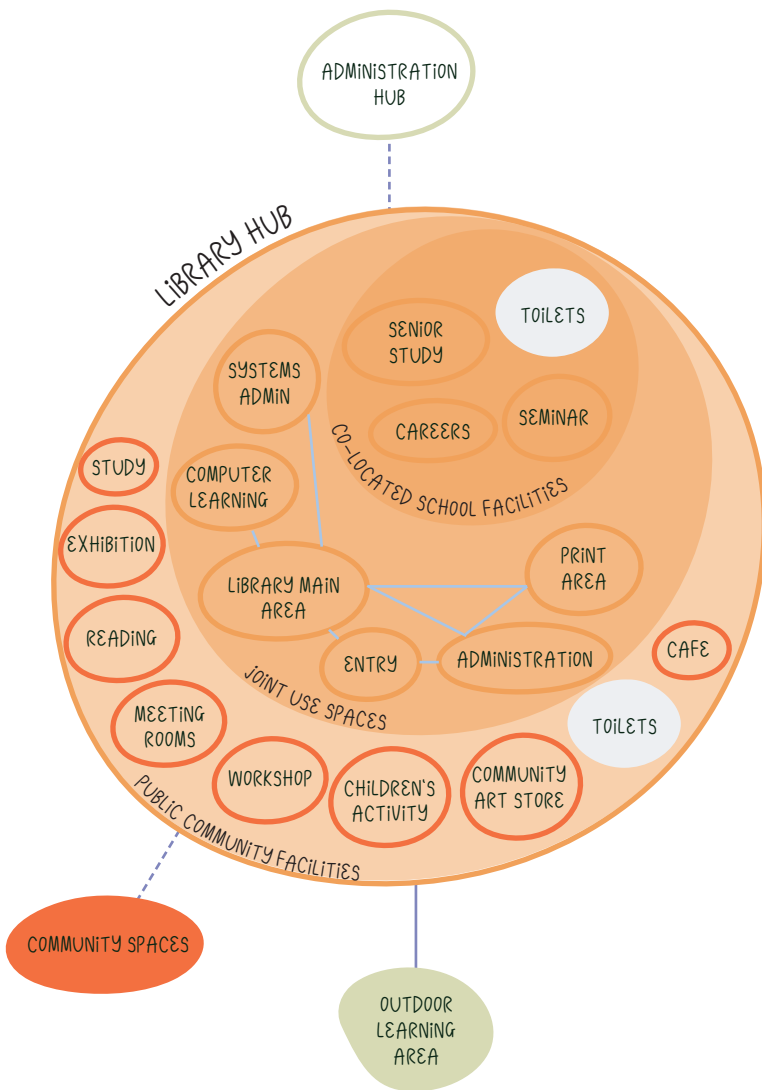 ADMINISTRATION
HUB
LIBRARY HUB
TOILETS
SENIOR
STUDY
SYSTEMS
ADMIN
CAREERS
SEMINAR
CO-LOCATED SCHOOL FACILITIES
STUDY
COMPUTER
LEARNING
EXHIBITION
PRINT
AREA
LIBRARY MAIN
AREA
READING
ENTRY
ADMINISTRATION
CAFE
JOINT USE SPACES
MEETING
ROOMS
TOILETS
WORKSHOP
CHILDREN'S
ACTIVITY
COMMUNITY
ART STORE
PUBLIC COMMUNITY FACILITIES
COMMUNITY SPACES
OUTDOOR
LEARNING
AREA